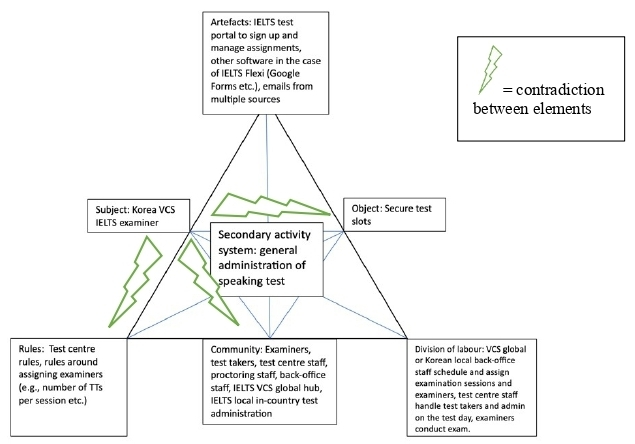 Artefacts: IELTS test
portal to sign up and
manage assignments,
other software in the case
of IELTS Flexi (Google
Forms etc.), emails from
multiple sources
= contradiction
between elements
Subject: Korea VCS
IELTS examiner
Object: Secure test
slots
Secondary activity
system: general
administration of
speaking test
Rules: Test centre
rules, rules around
assigning examiners
(e.g., number of TTs
per session etc.)
Community: Examiners,
test takers, test centre staff,
proctoring staff, back-office
staff, IELTS VCS global hub,
IELTS local in-country test
administration
Division of labour: VCS global
or Korean local back-office
staff schedule and assign
examination sessions and
examiners, test centre staff
handle test takers and admin
on the test day, examiners
conduct exam.